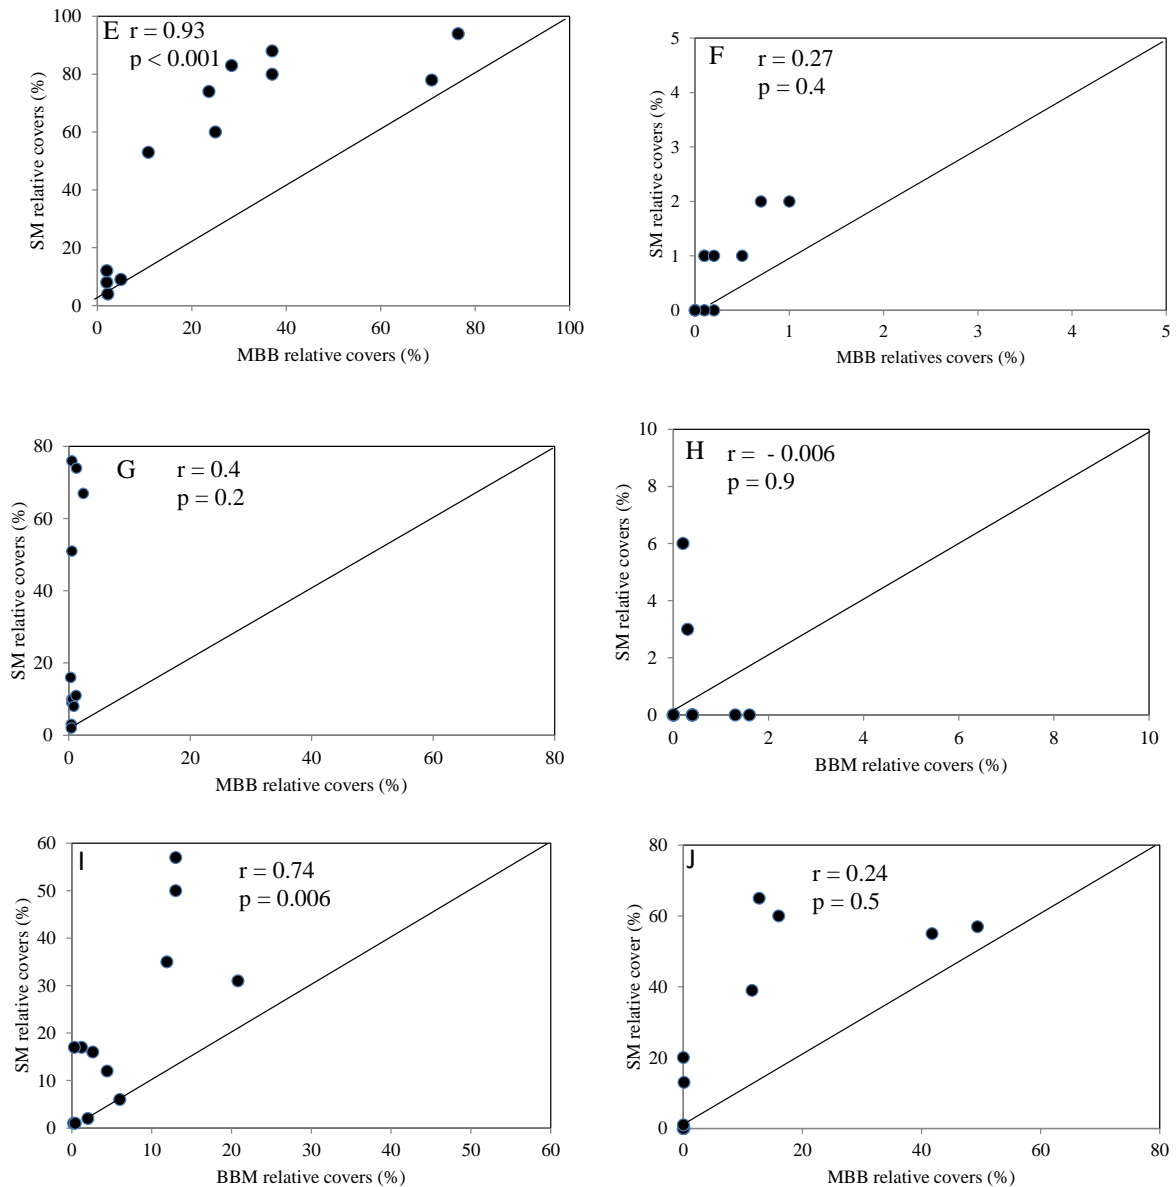 E r = 0.93
p < 0.001
100
80
60
40
20
0
SM relative covers (%)
0 20 40 60 80 100
MBB relative covers (%)
F r = 0.27
p = 0.4
5
4
3
2
1
0
SM relative covers (%)
0 1 2 3 4 5
MBB relatives covers (%)
G r = 0.4
p = 0.2
80
60
40
20
0
SM relative covers (%)
0 20 40 60 80
MBB relative covers (%)
H r = - 0.006
p = 0.9
10
8
6
4
2
0
SM relative covers (%)
0 2 4 6 8 10
BBM relative covers (%)
I r = 0.74
p = 0.006
60
50
40
30
20
10
0
SM relative covers (%)
0 10 20 30 40 50 60
BBM relative covers (%)
J r = 0.24
p = 0.5
80
60
40
20
0
SM relative cover (%)
0 20 40 60 80
MBB relative covers (%)